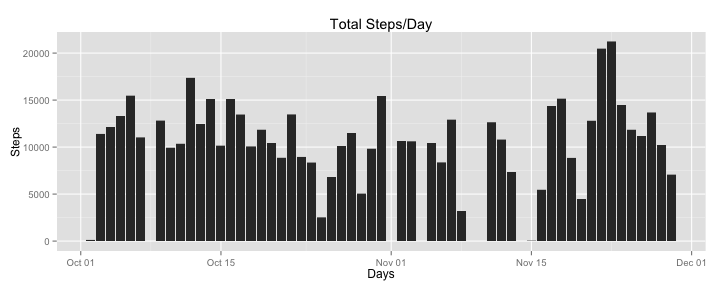 Total Steps/Day
Steps
20000
15000
10000
5000
0
Oct 01 Oct 15 Nov 01 Nov 15 Dec 01
Days